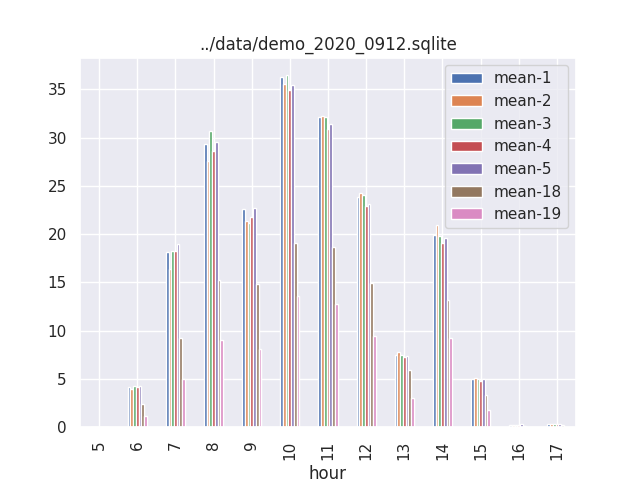 ../data/demo_2020_0912.sqlite
35
30
25
20
15
10
5
0
mean-1
mean-2
mean-3
mean-4
mean-5
mean-18
mean-19
5 6 7 8 9 10 11 12 13 14 15 16 17
hour